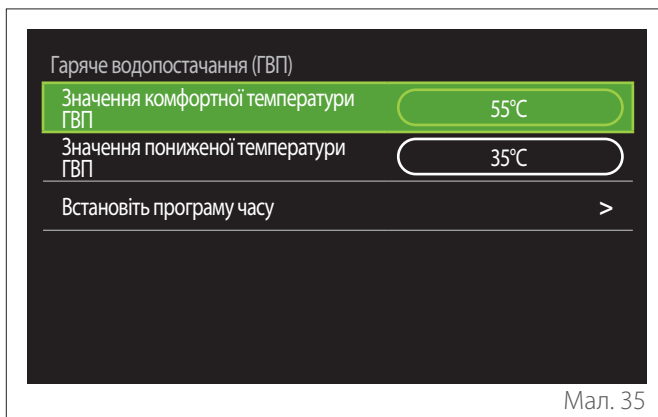 Гаряче водопостачання (ГВП)
Значення комфортної температури
ГВП
55°C
Значення пониженої температури
ГВП
35°C
Встановіть програму часу >
Мал. 35